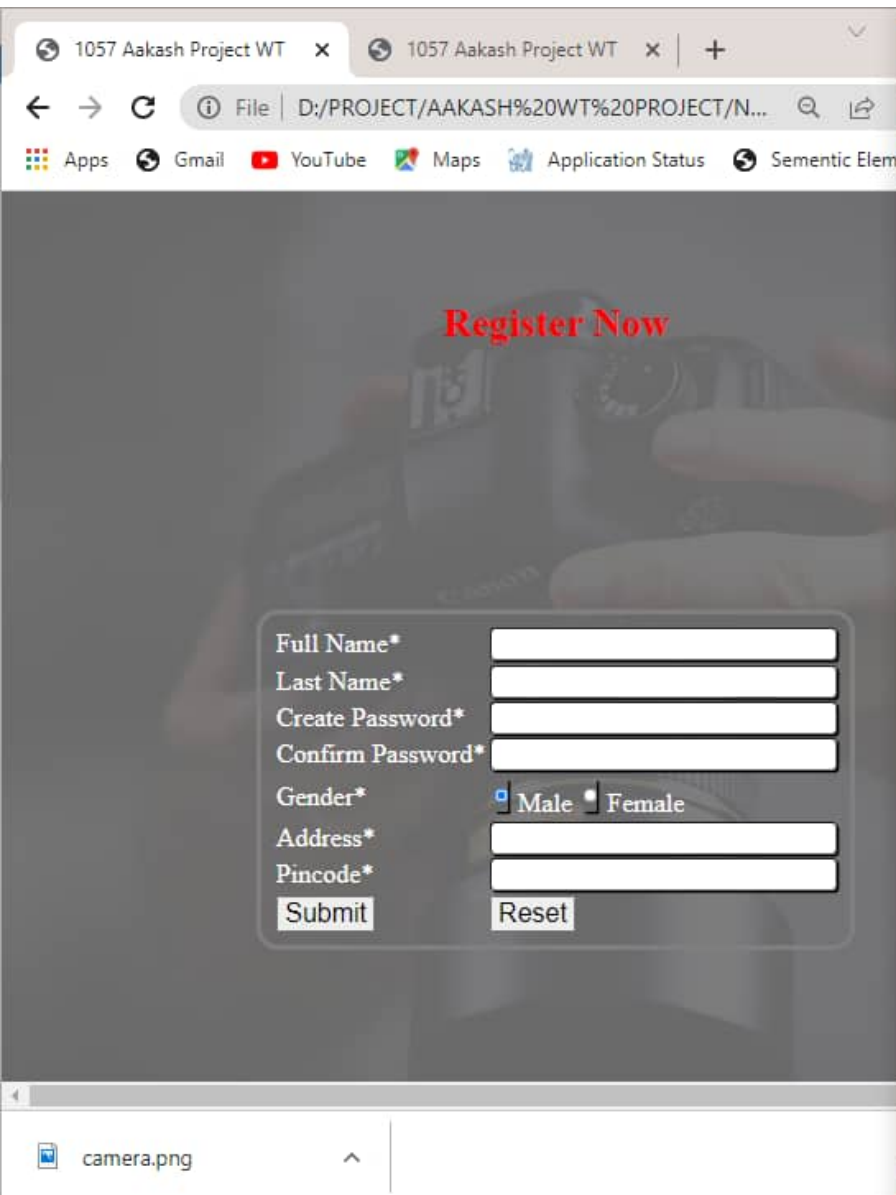 1057 Aakash Project WT 1057 Aakash Project WT
File D:/PROJECT/AAKASH%20WT%20PROJECT/N...
Apps Gmail YouTube Maps Application Status Sementic Elem
Register Now
Canon
Full Name*
Last Name*
Create Password*
Confirm Password*
Gender* Male Female
Address*
Pincode*
Submit Reset
camera.png